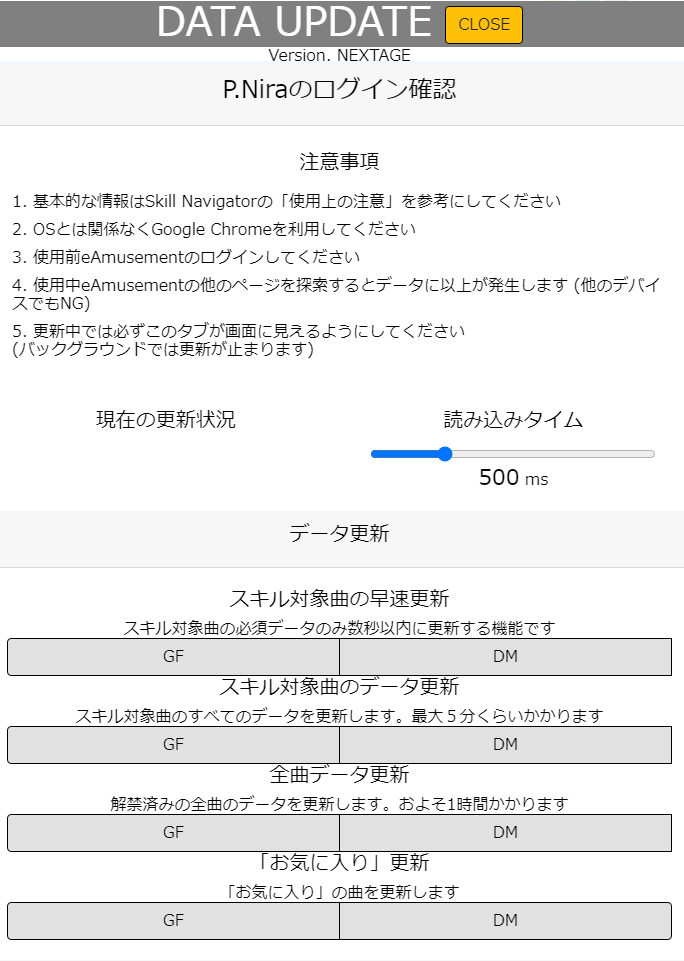 DATA UPDATE CLOSE
Version. NEXTAGE
P.Niraのログイン確認
注意事項
1. 基本的な情報はSkill Navigatorの「使用上の注意」を参考にしてください
2. OSとは関係なくGoogle Chromeを利用してください
3. 使用前eAmusementのログインしてください
4. 使用中eAmusementの他のページを探索するとデータに以上が発生します (他のデバイ
スでもNG)
5. 更新中では必ずこのタブが画面に見えるようにしてください
(バックグラウンドでは更新が止まります)
現在の更新状況
読み込みタイム
500 ms
データ更新
スキル対象曲の早速更新
スキル対象曲の必須データのみ数秒以内に更新する機能です
GF DM
スキル対象曲のデータ更新
スキル対象曲のすべてのデータを更新します。最大５分くらいかかります
GF DM
全曲データ更新
解禁済みの全曲のデータを更新します。およそ1時間かかります
GF DM
「お気に入り」更新
「お気に入り」の曲を更新します
GF DM